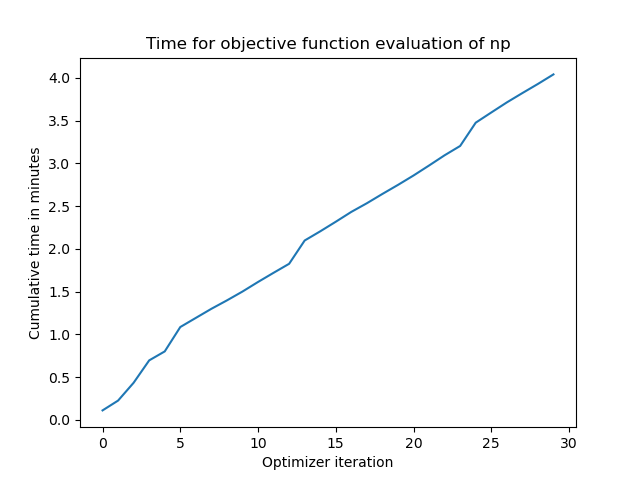 Time for objective function evaluation of np
Cumulative time in minutes
4.0
3.5
3.0
2.5
2.0
1.5
1.0
0.5
0.0
0 5 10 15 20 25 30
Optimizer iteration